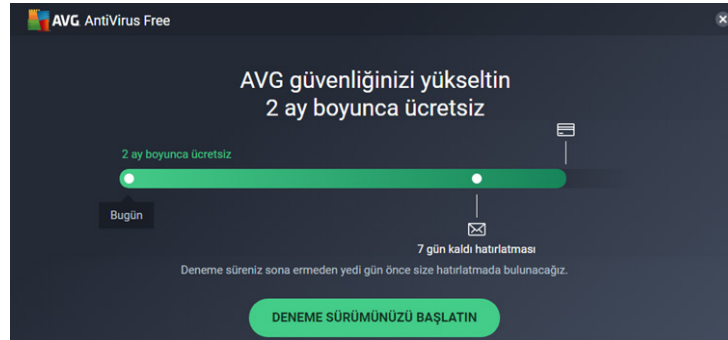 AVG AntiVirus Free
AVG güvenliğinizi yükseltin
2 ay boyunca ücretsiz
2 ay boyunca ücretsiz
Bugün
7 gün kaldı hatırlatması
Deneme süreniz sona ermeden yedi gün önce size hatırlatmada bulunacağız.
DENEME SÜRÜMÜNÜZÜ BAŞLATIN